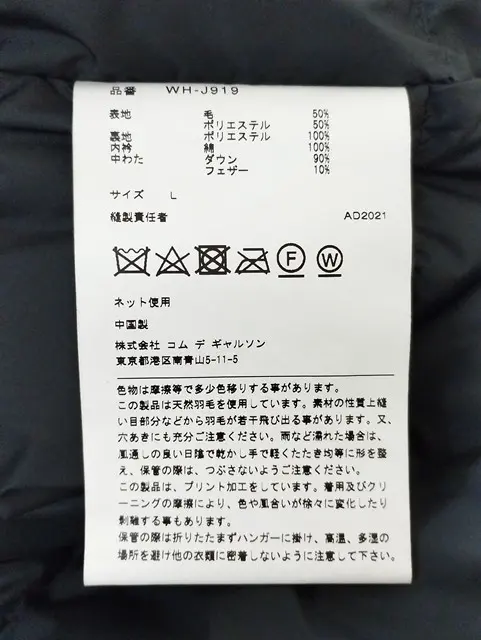 品番 WH-J919
表地 毛 50%
ポリエステル 50%
裏地 ポリエステル 100%
内衿 綿 100%
中わた ダウン 90%
フェザー 10%
サイズ L
縫製責任者 AD2021
F W
ネット使用
中国製
株式会社 コム デ ギャルソン
東京都港区南青山5-11-5
色物は摩擦等で多少色移りする事があります。
この製品は天然羽毛を使用しています。素材の性質上縫
い目部分などから羽毛が若干飛び出る事があります。又、
穴あきにも充分ご注意ください。雨など濡れた場合は、
風通しの良い日陰で乾かし手で軽くたたき均等に形を整
え、保管の際は、つぶさないようご注意ください。
この製品は、プリント加工をしています。着用及びクリ
ーニングの摩擦により、色や風合いが徐々に変化したり
剥離する事もあります。
保管の際は折りたたまずハンガーに掛け、高温、多湿の
場所を避け他の衣類に密着しないように注意して下さい。